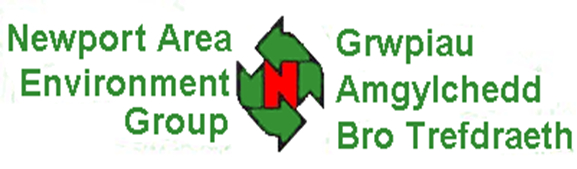 Newport Area
Environment
Group
N
Grwpiau
Amgylchedd
Bro Trefdraeth